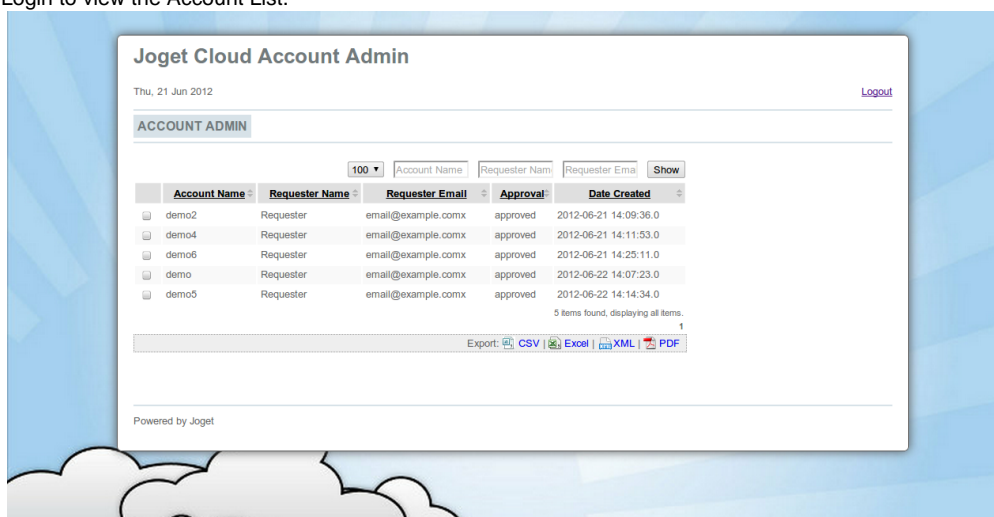 Login to view the Account List.
Joget Cloud Account Admin
Thu, 21 Jun 2012 Logout
ACCOUNT ADMIN
100 Account Name Requester Nam Requester Emai Show
Account Name Requester Name Requester Email Approval Date Created
demo2 Requester email@example.comx approved 2012-06-21 14:09:36.0
demo4 Requester email@example.comx approved 2012-06-21 14:11:53.0
demo6 Requester email@example.comx approved 2012-06-21 14:25:11.0
demo Requester email@example.comx approved 2012-06-22 14:07:23.0
demo5 Requester email@example.comx approved 2012-06-22 14:14:34.0
5 items found, displaying all items.
1
Export: CSV | Excel | XML | PDF
Powered by Joget